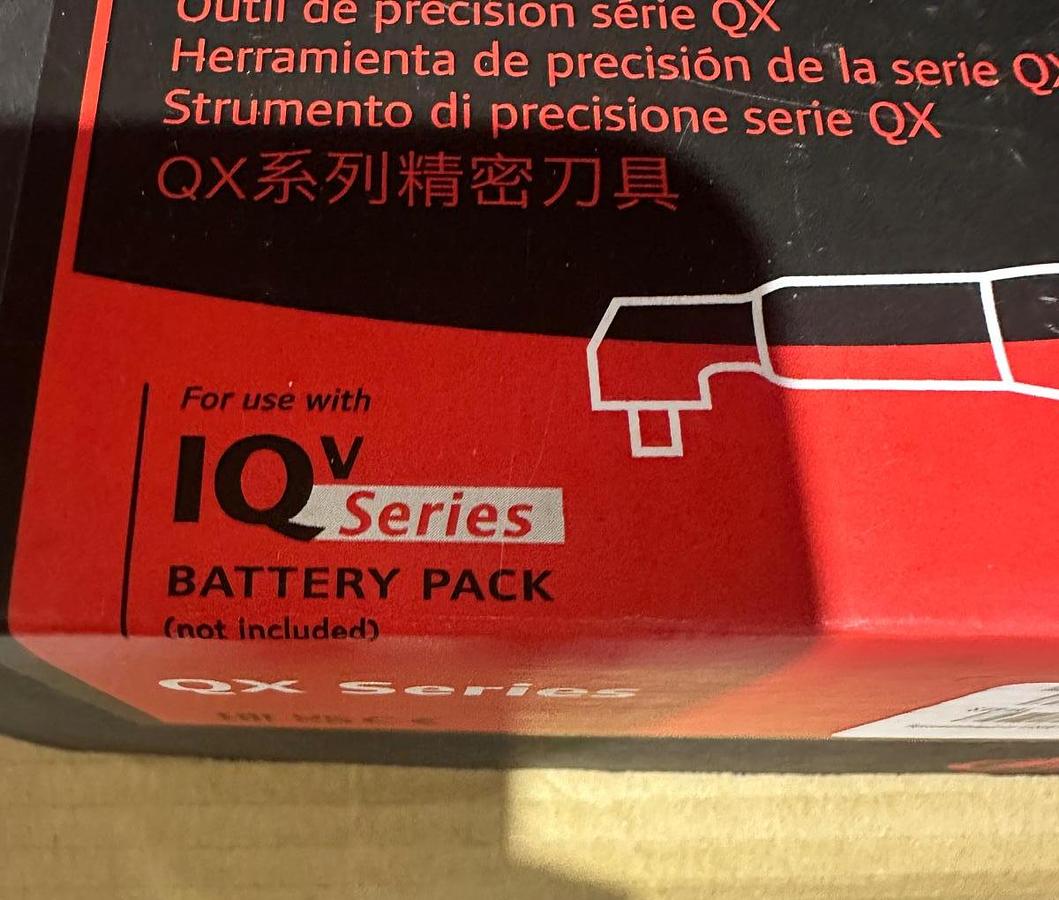 Outil de précision série QX
Herramienta de precisión de la serie QX
Strumento di precisione serie QX
QX系列精密刀具
For use with
IQV Series
BATTERY PACK
(not included)
QX Series